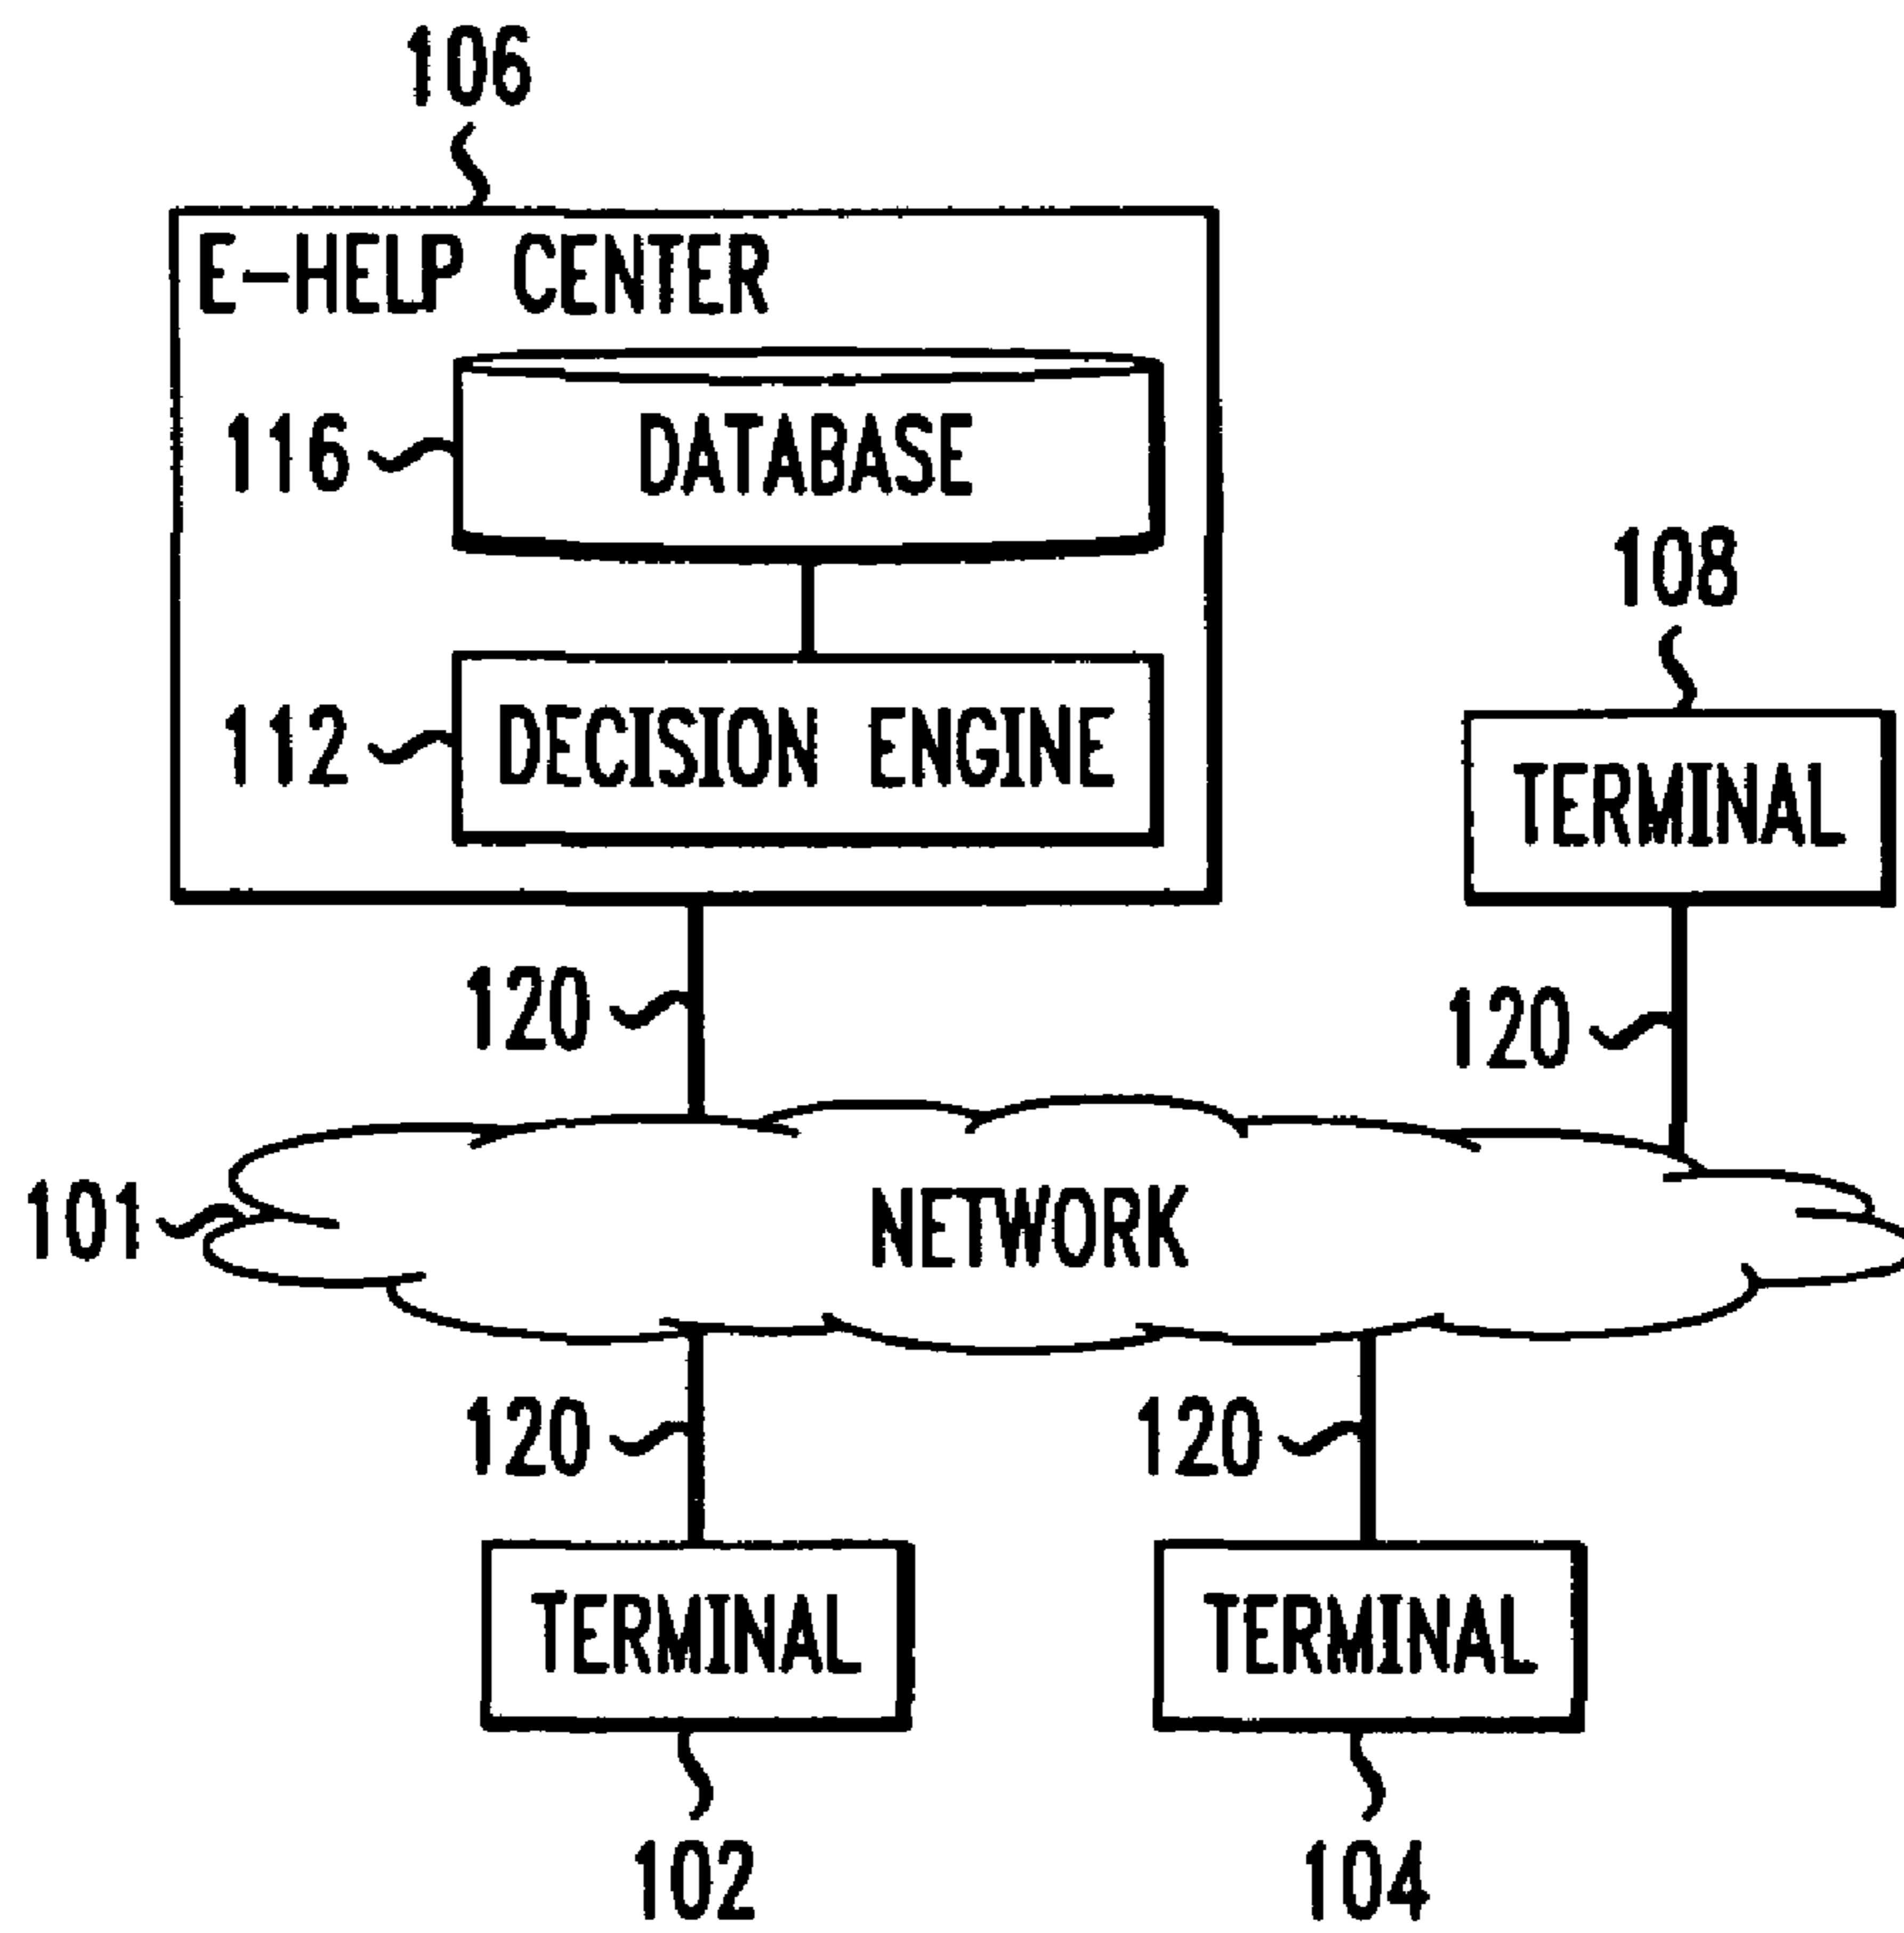 106
E-HELP CENTER
116
DATABASE
112
DECISION ENGINE
108
TERMINAL
120
120
101
NETWORK
120
120
TERMINAL
TERMINAL
102
104